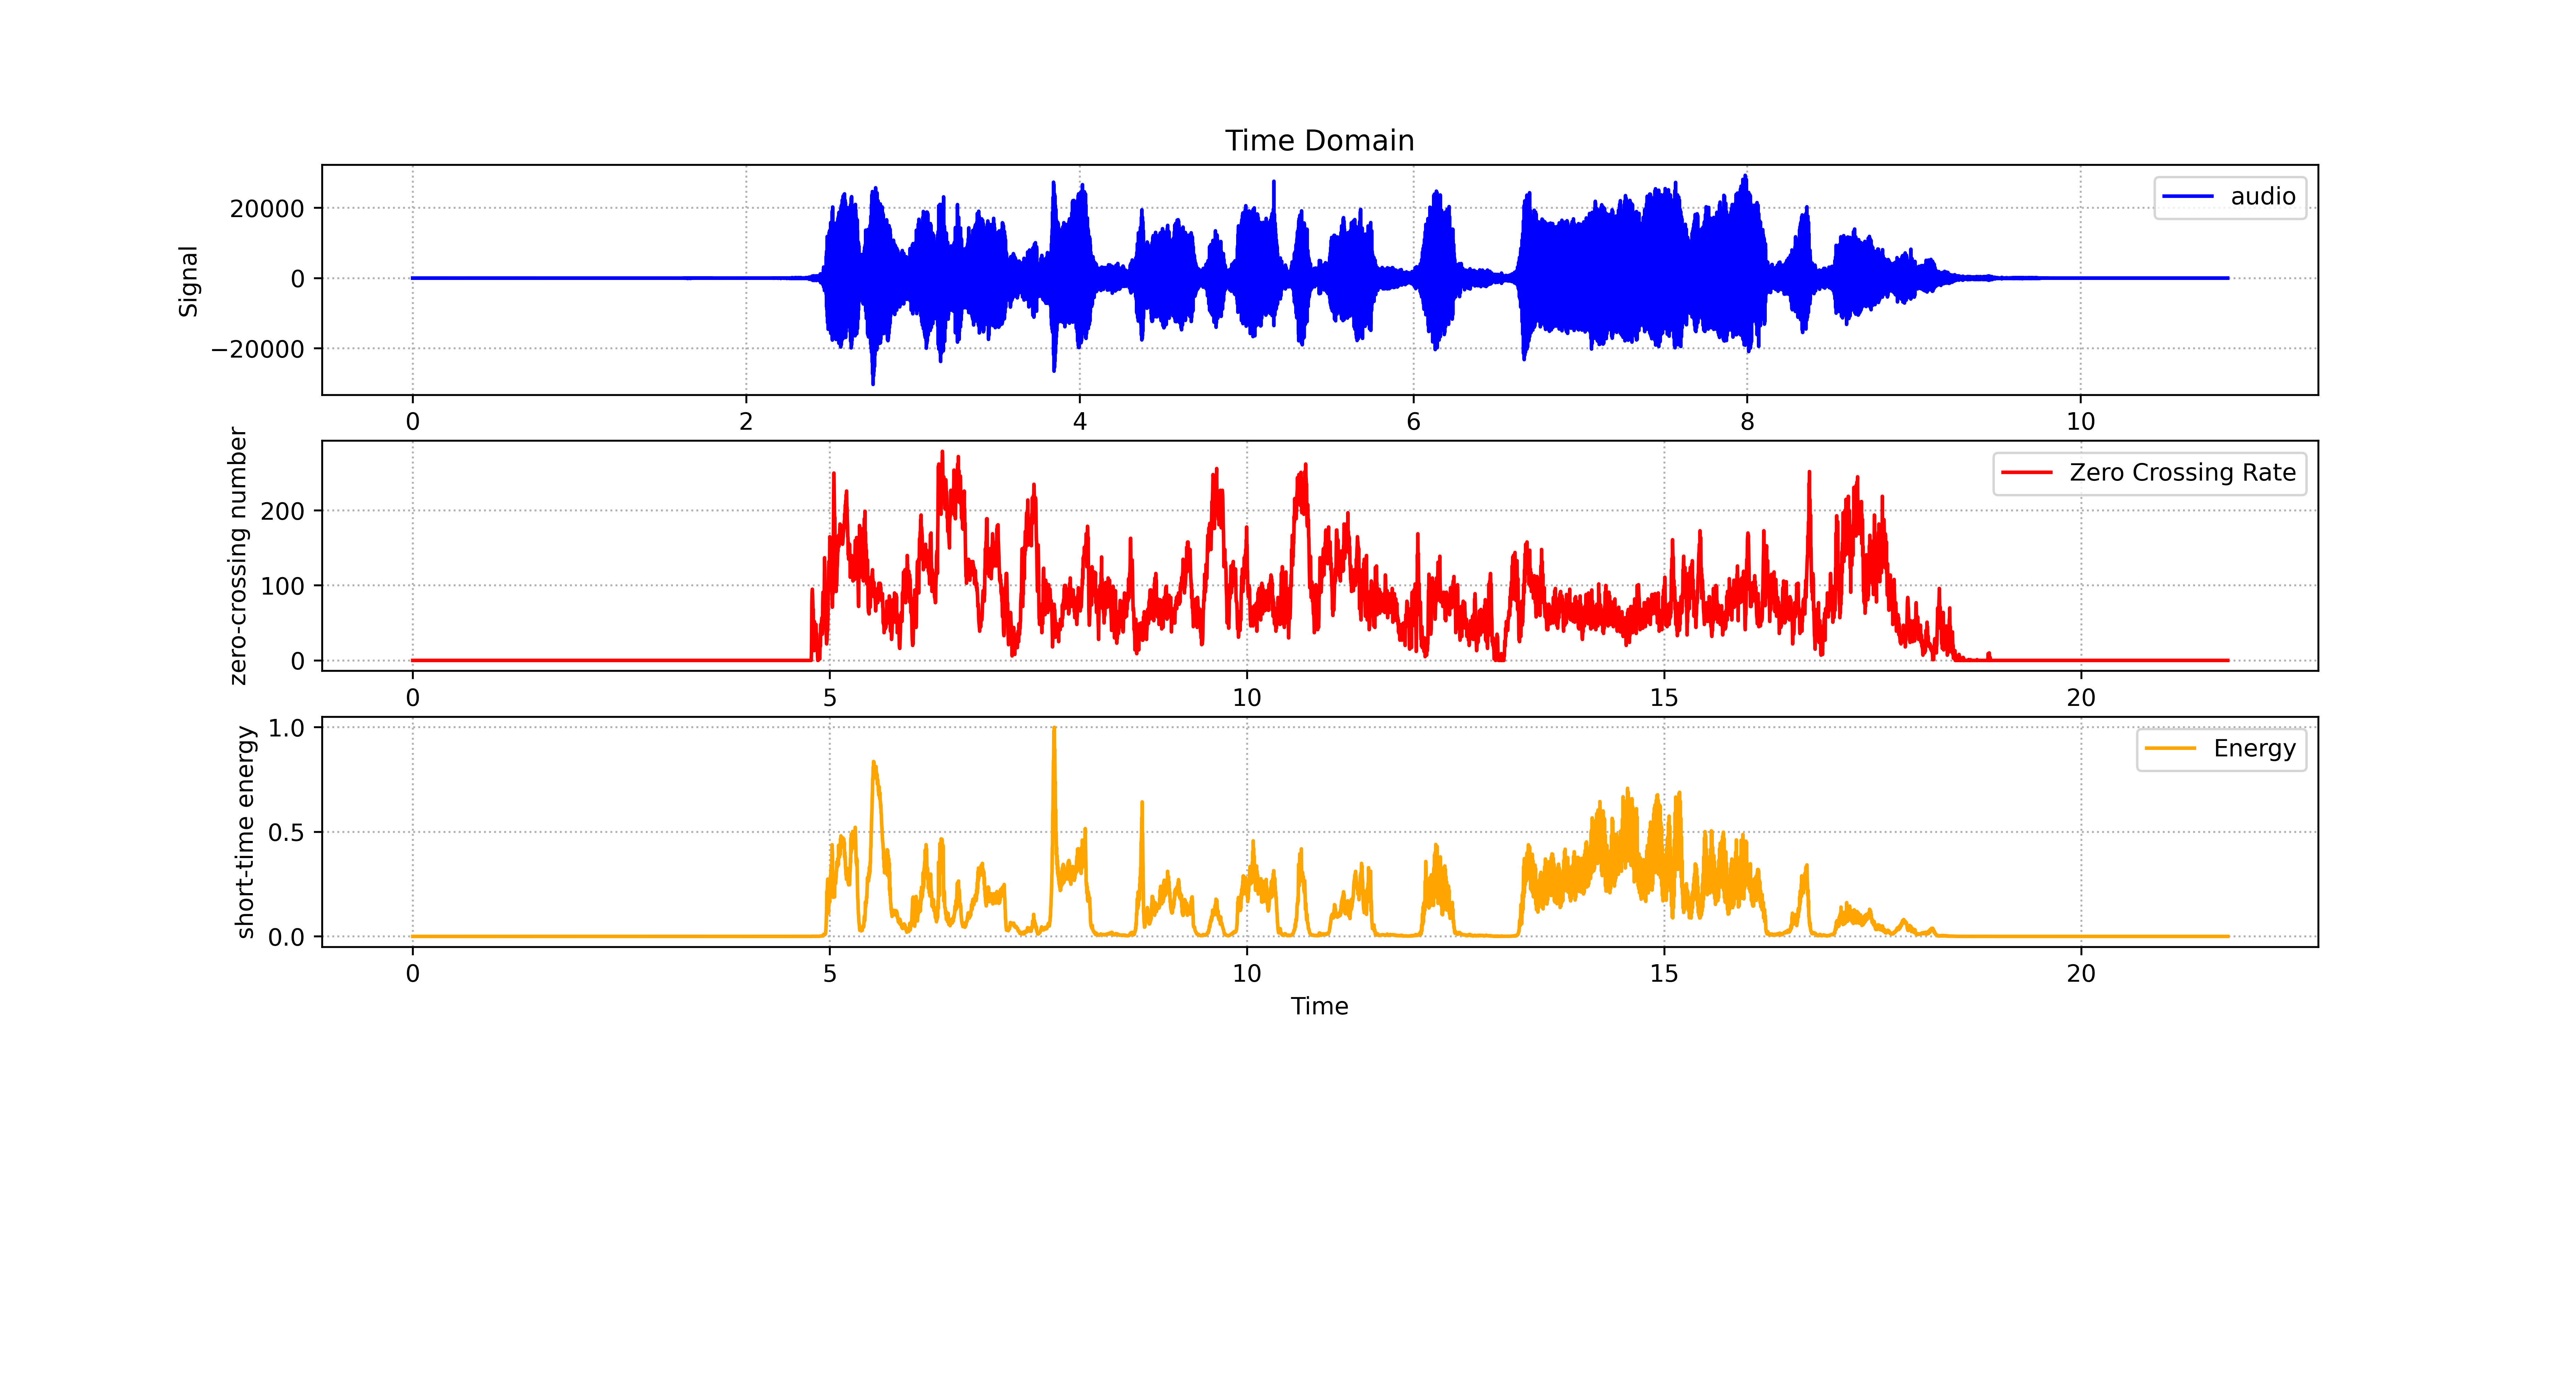 Time Domain
Signal
20000
0
−20000
audio
0 2 4 6 8 10
zero-crossing number
200
100
0
Zero Crossing Rate
0 5 10 15 20
short-time energy
1.0
0.5
0.0
Energy
0 5 10 15 20
Time